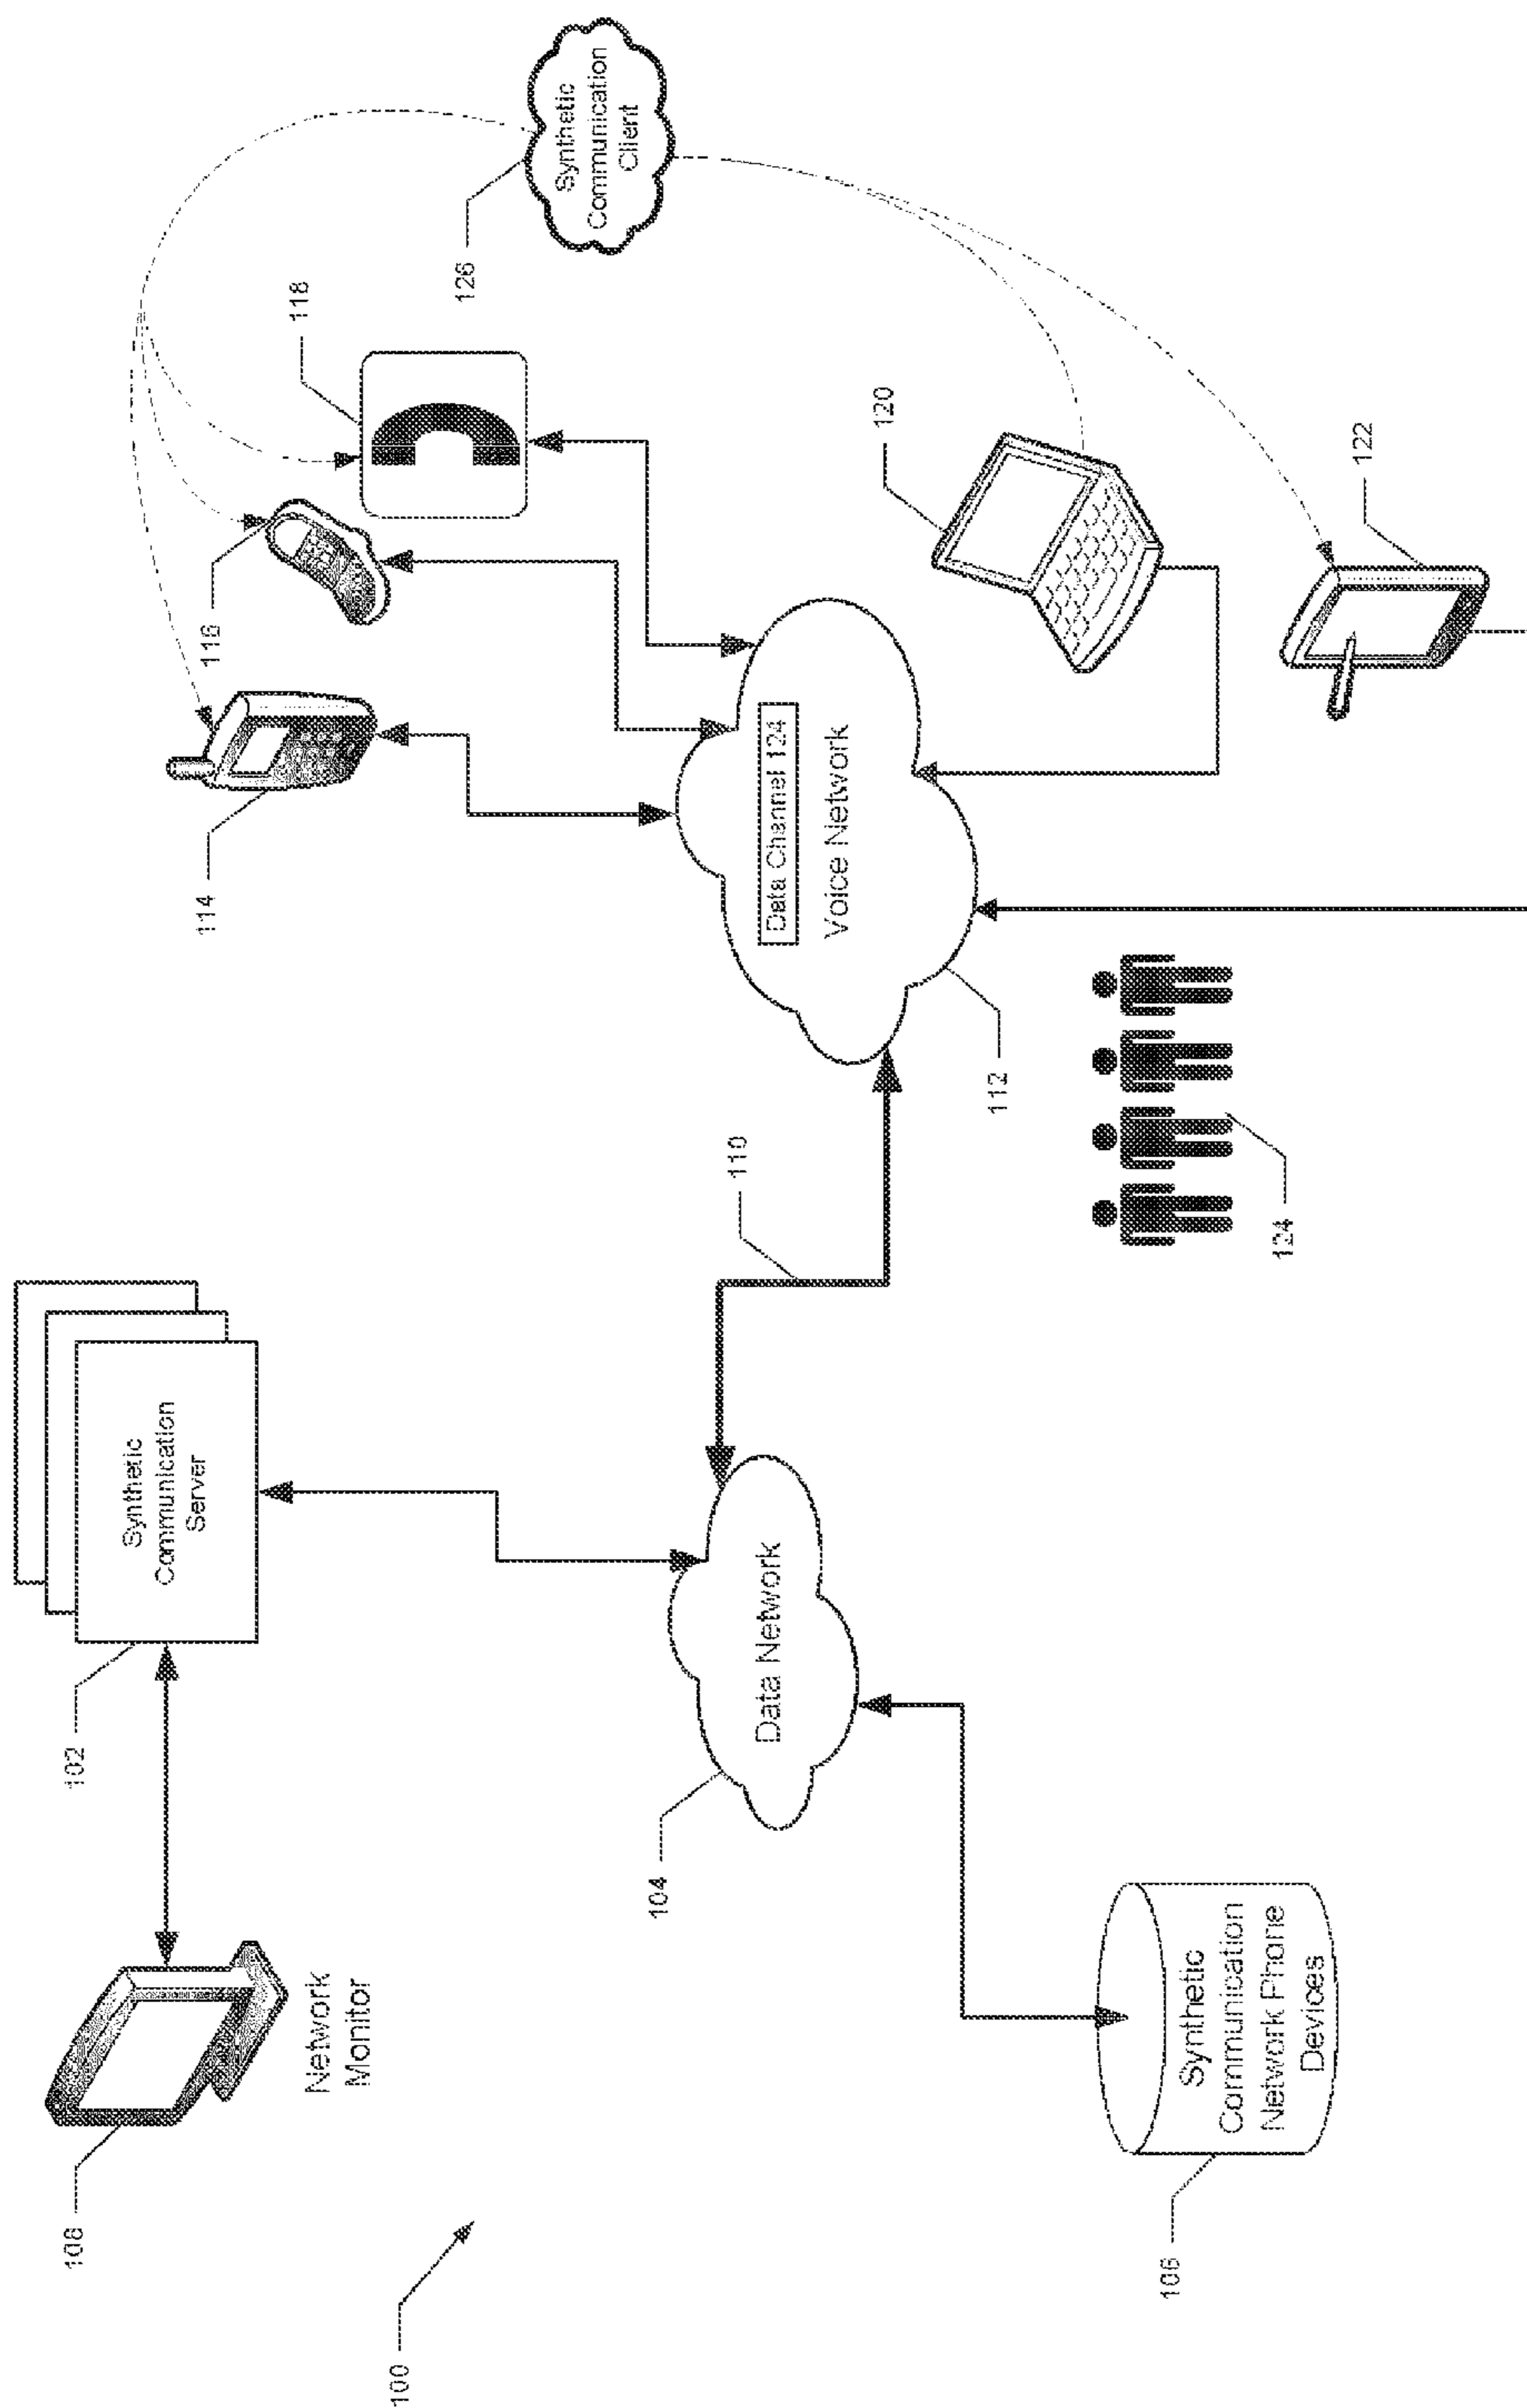 100
108
Network
Monitor
102
Synthetic
Communication
Server
104
Data Network
106
Synthetic
Communication
Network Phone
Devices
110
112
Data Channel 124
Voice Network
124
114
116
118
120
122
126
Synthetic
Communication
Client